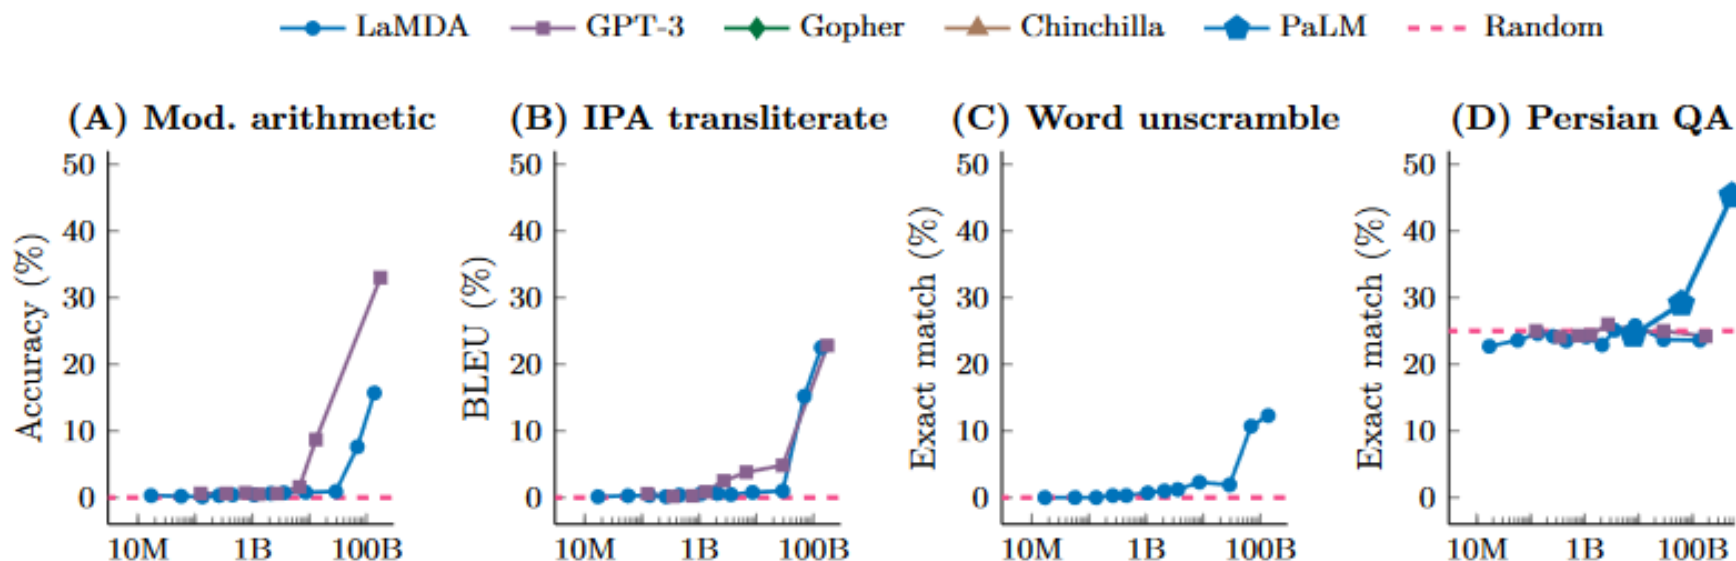 LaMDA GPT-3 Gopher Chinchilla PaLM Random
(A) Mod. arithmetic
Accuracy (%)
50
40
30
20
10
0
10M 1B 100B
(B) IPA transliterate
BLEU (%)
50
40
30
20
10
0
10M 1B 100B
(C) Word unscramble
Exact match (%)
50
40
30
20
10
0
10M 1B 100B
(D) Persian QA
Exact match (%)
50
40
30
20
10
0
10M 1B 100B